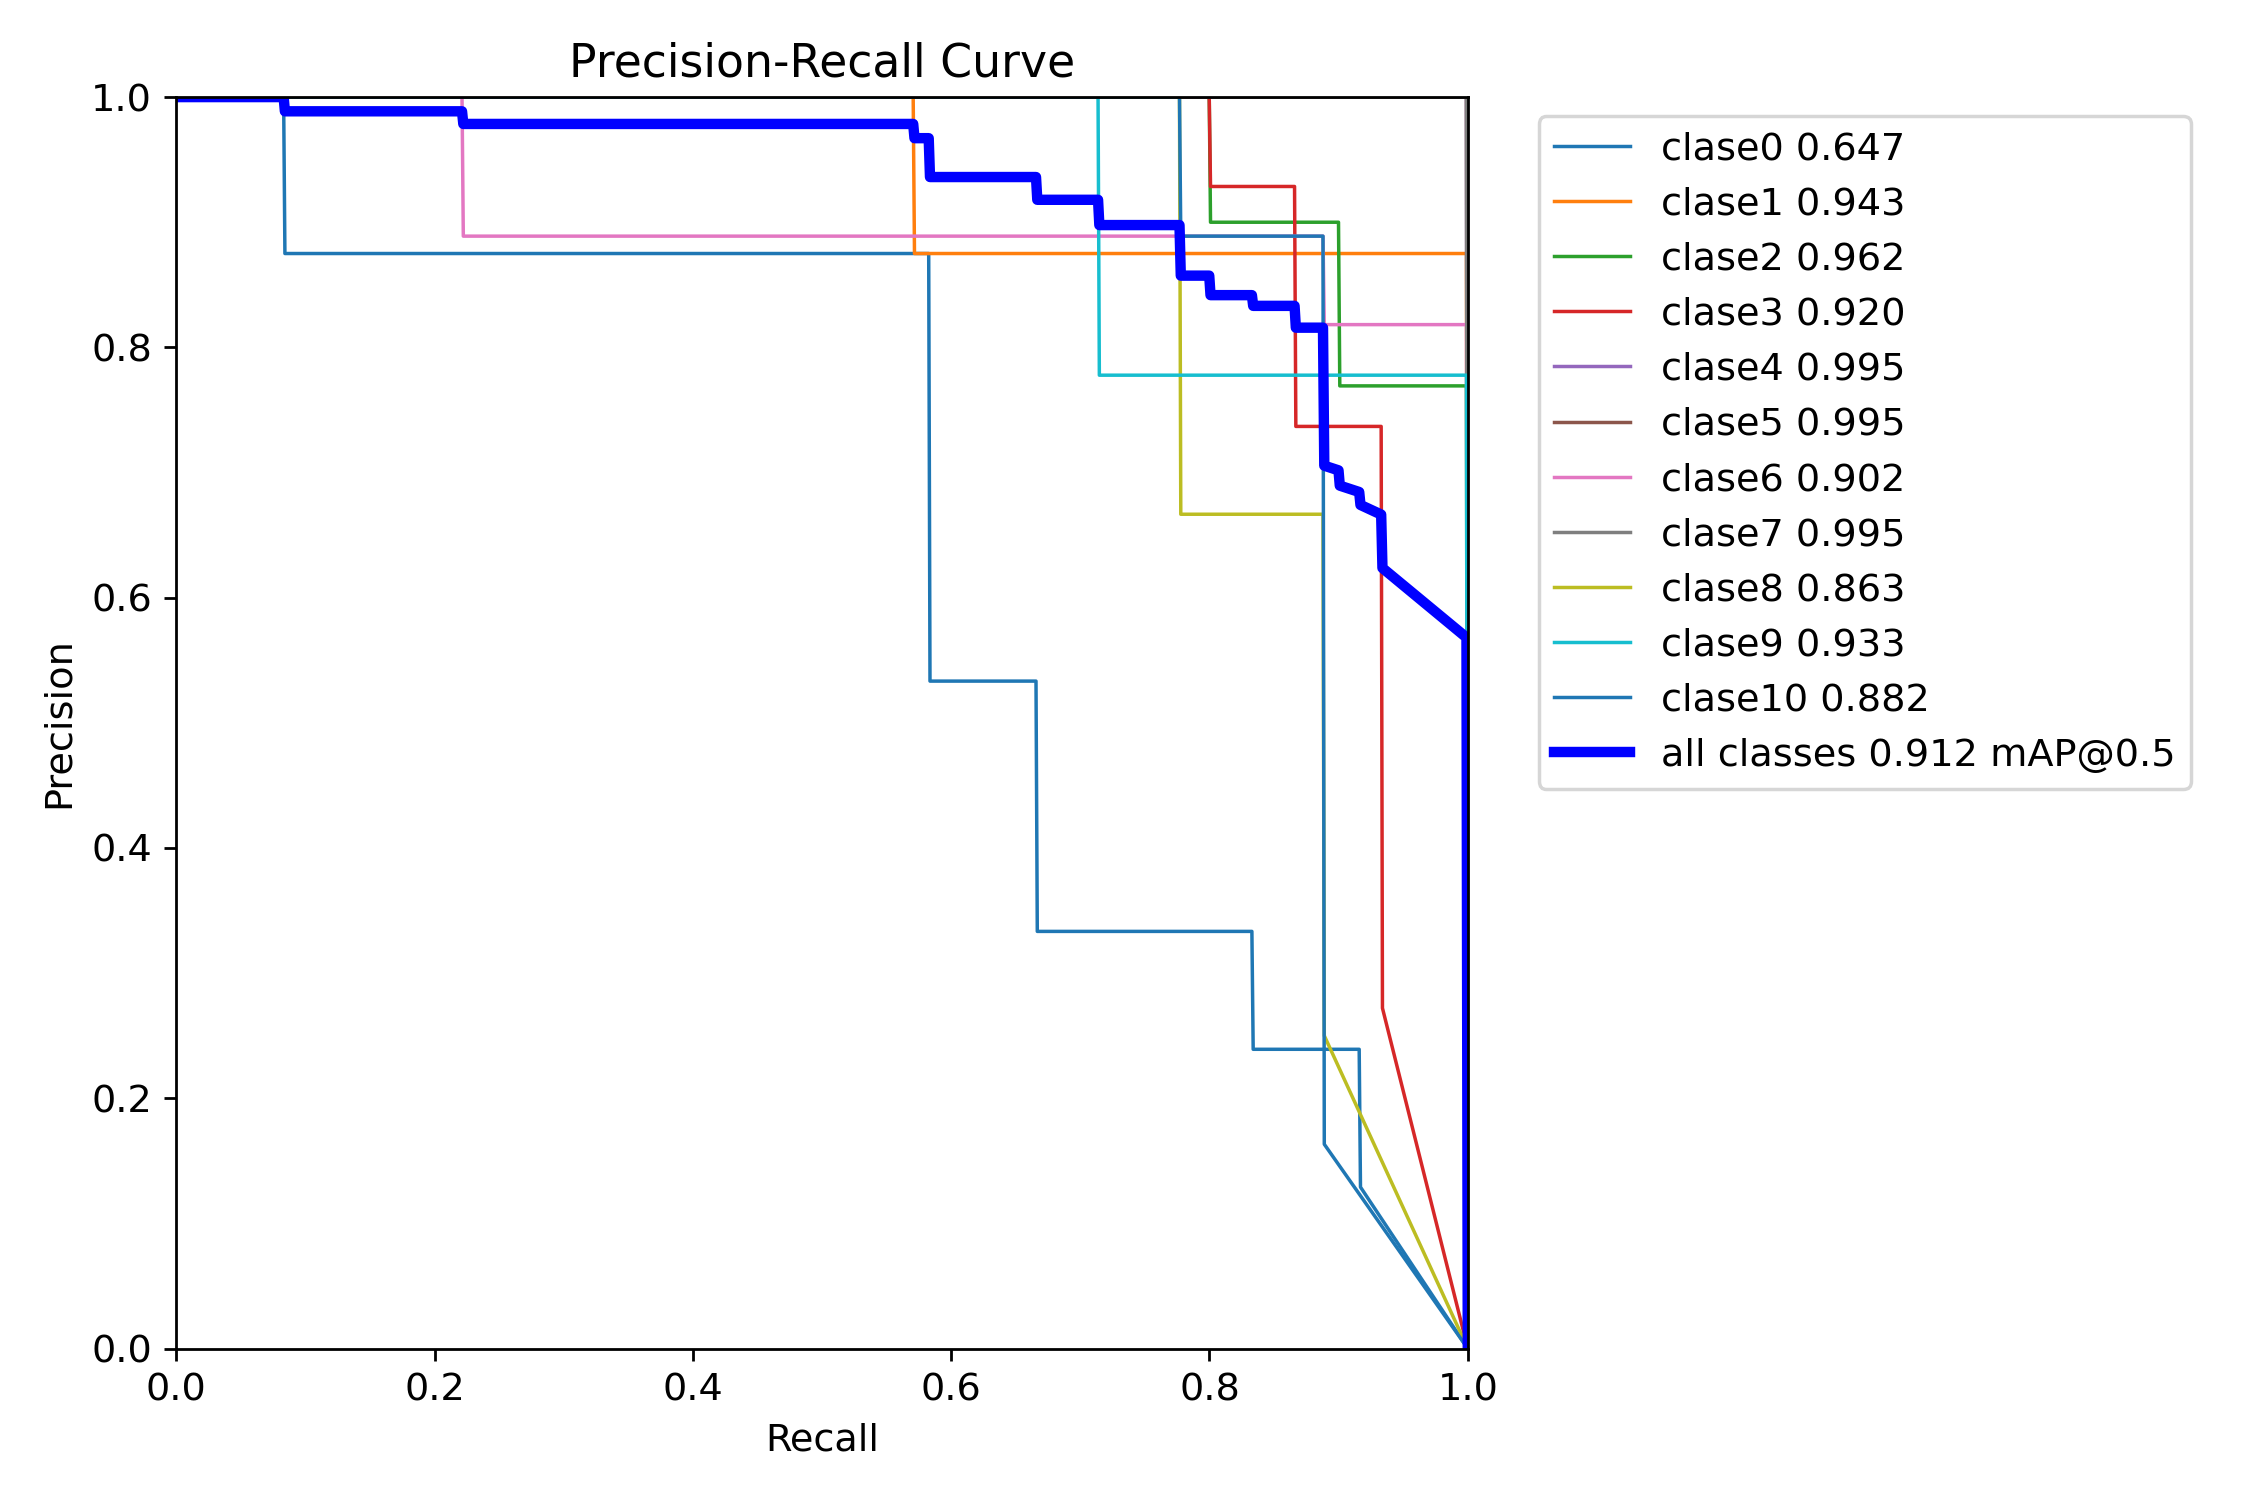 Precision-Recall Curve
1.0
0.8
0.6
0.4
0.2
0.0
Precision
0.0 0.2 0.4 0.6 0.8 1.0
Recall
clase0 0.647
clase1 0.943
clase2 0.962
clase3 0.920
clase4 0.995
clase5 0.995
clase6 0.902
clase7 0.995
clase8 0.863
clase9 0.933
clase10 0.882
all classes 0.912 mAP@0.5